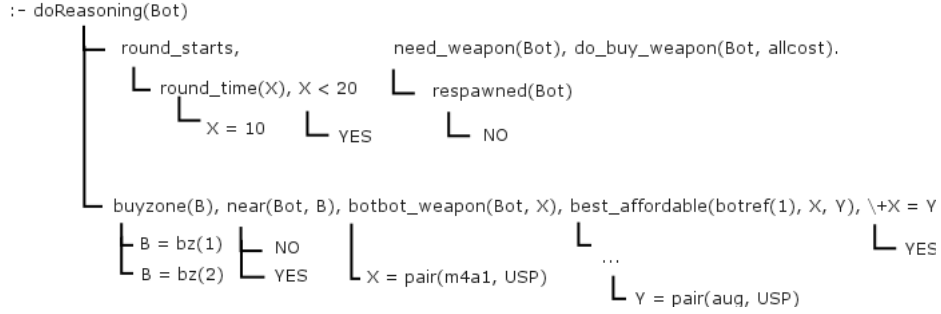 :- doReasoning(Bot)
round_starts, need_weapon(Bot), do_buy_weapon(Bot, allcost).
round_time(X), X < 20 respawned(Bot)
X = 10 YES NO
buyzone(B), near(Bot, B), botbot_weapon(Bot, X), best_affordable(botref(1), X, Y), \+X = Y
B = bz(1) NO ... YES
B = bz(2) YES X = pair(m4a1, USP)
Y = pair(aug, USP)